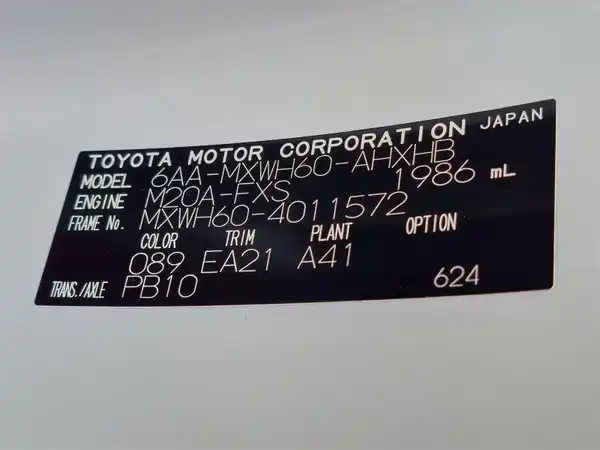 TOYOTA MOTOR CORPORATION JAPAN
MODEL 6AA-MXWH60-AHXHB
ENGINE M20A-FXS 1986 mL
FRAME No. MXWH60-4011572
COLOR TRIM PLANT OPTION
089 EA21 A41
TRANS./AXLE PB10 624